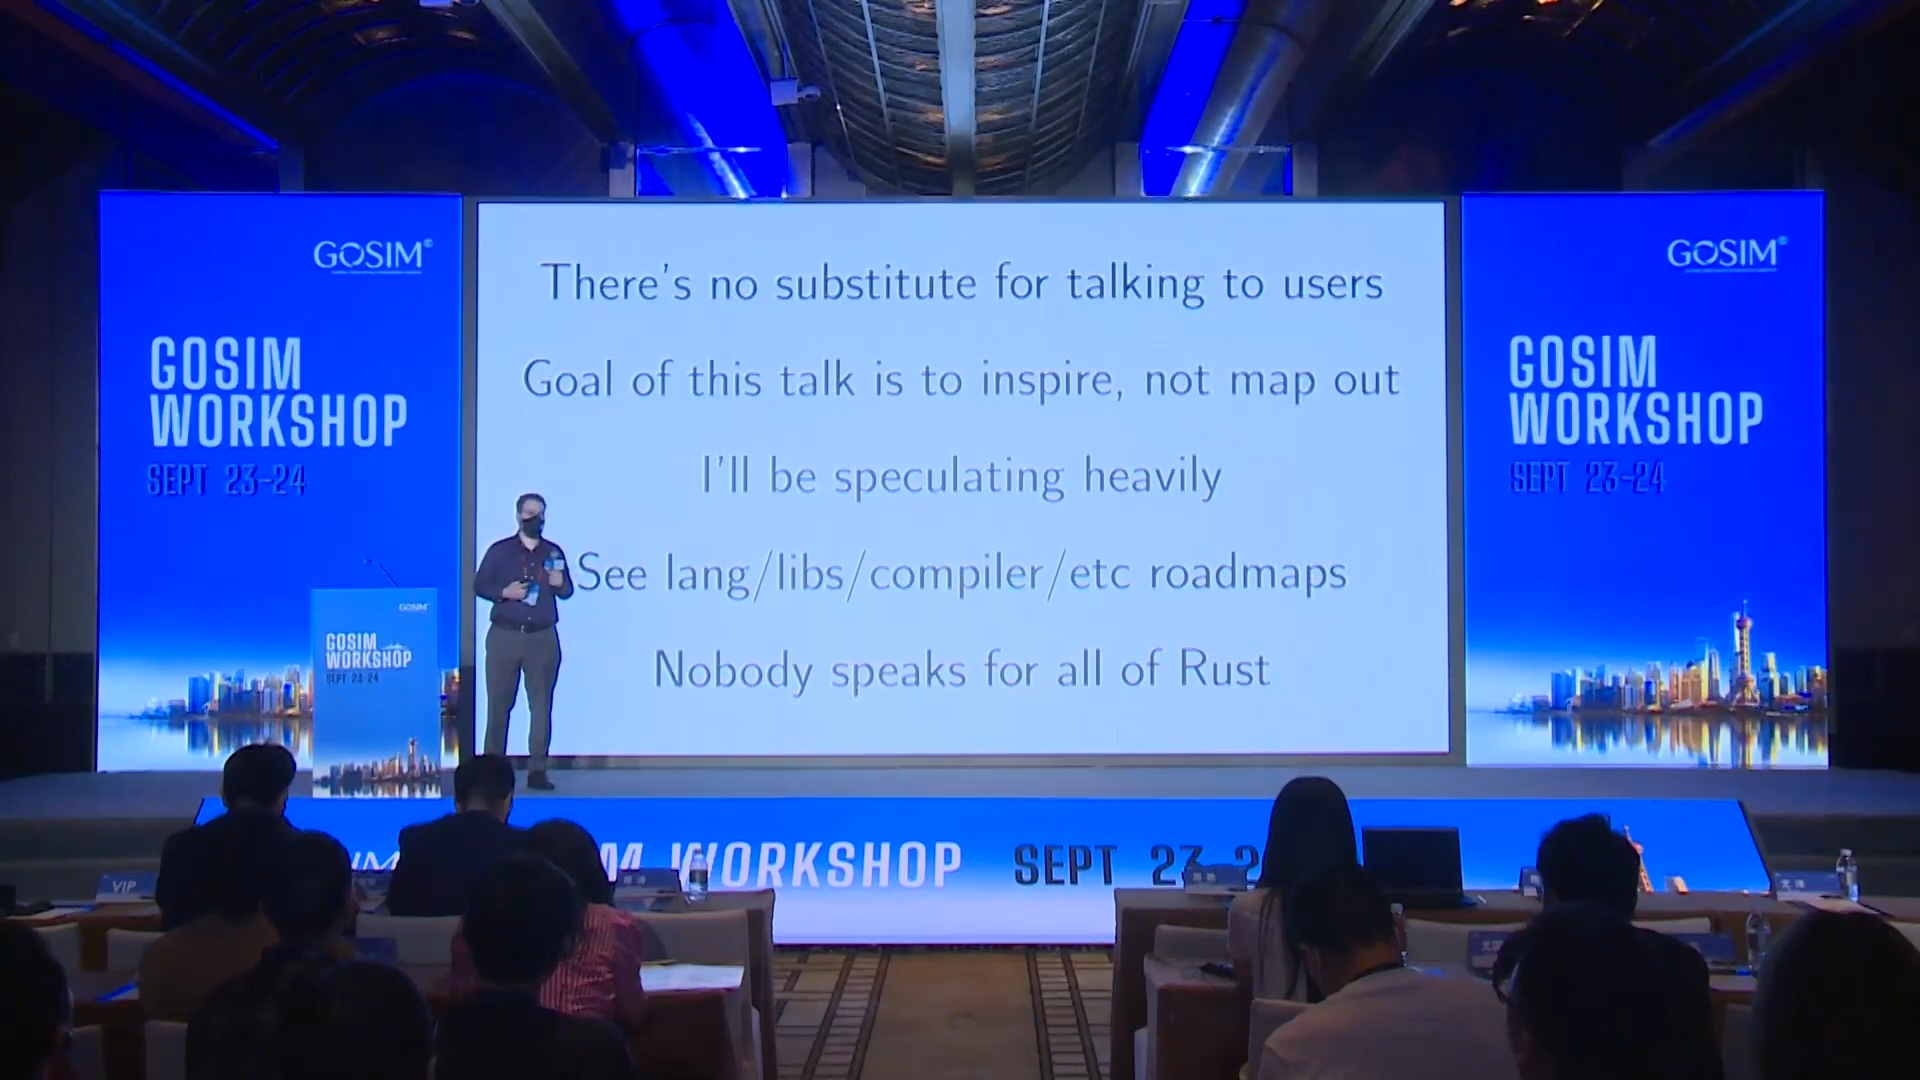 GOSIM®
GOSIM
WORKSHOP
SEPT 23-24
There's no substitute for talking to users
Goal of this talk is to inspire, not map out
I'll be speculating heavily
See lang/libs/compiler/etc roadmaps
Nobody speaks for all of Rust
GOSIM®
GOSIM
WORKSHOP
SEPT 23-24
GOSIM
GOSIM
WORKSHOP
SEPT 23-24
WORKSHOP SEPT 23-2
VIP